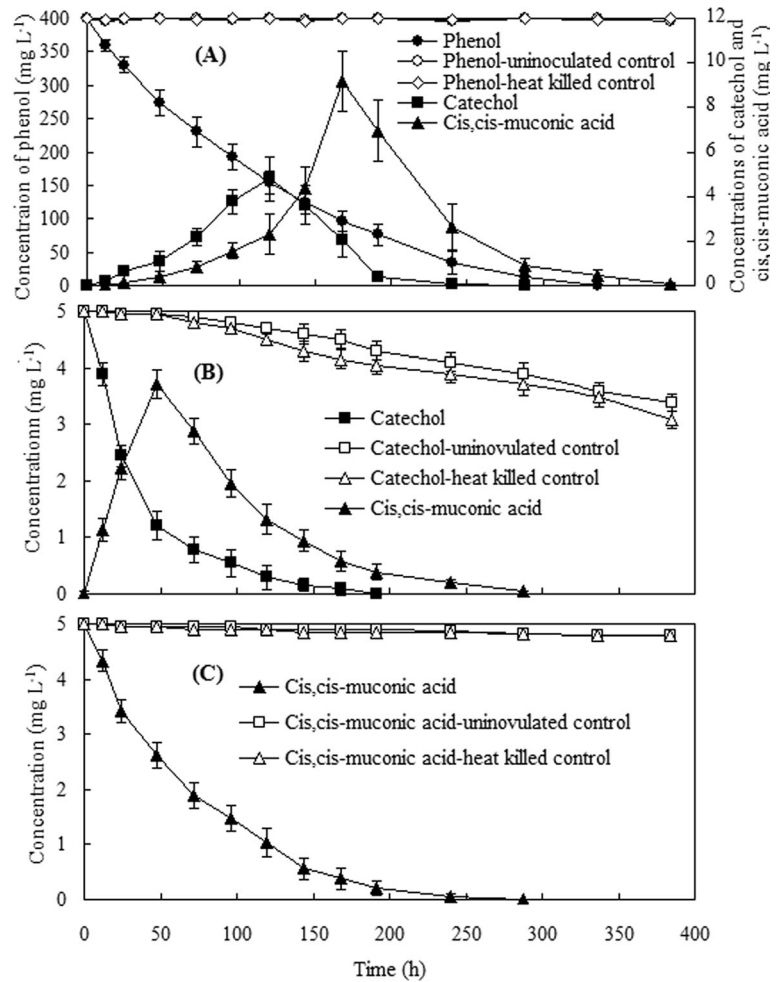 400
350
300
250
200
150
100
50
0
Concentraion of phenol (mg L⁻¹)
(A)
Phenol
Phenol-uninoculated control
Phenol-heat killed control
Catechol
Cis,cis-muconic acid
12
10
8
6
4
2
0
Concentrations of catechol and
cis,cis-muconic acid (mg L⁻¹)
5
4
3
2
1
0
Concentrationn (mg L⁻¹)
(B)
Catechol
Catechol-uninovulated control
Catechol-heat killed control
Cis,cis-muconic acid
5
4
3
2
1
0
Concentration (mg L⁻¹)
(C)
Cis,cis-muconic acid
Cis,cis-muconic acid-uninovulated control
Cis,cis-muconic acid-heat killed control
0 50 100 150 200 250 300 350 400
Time (h)